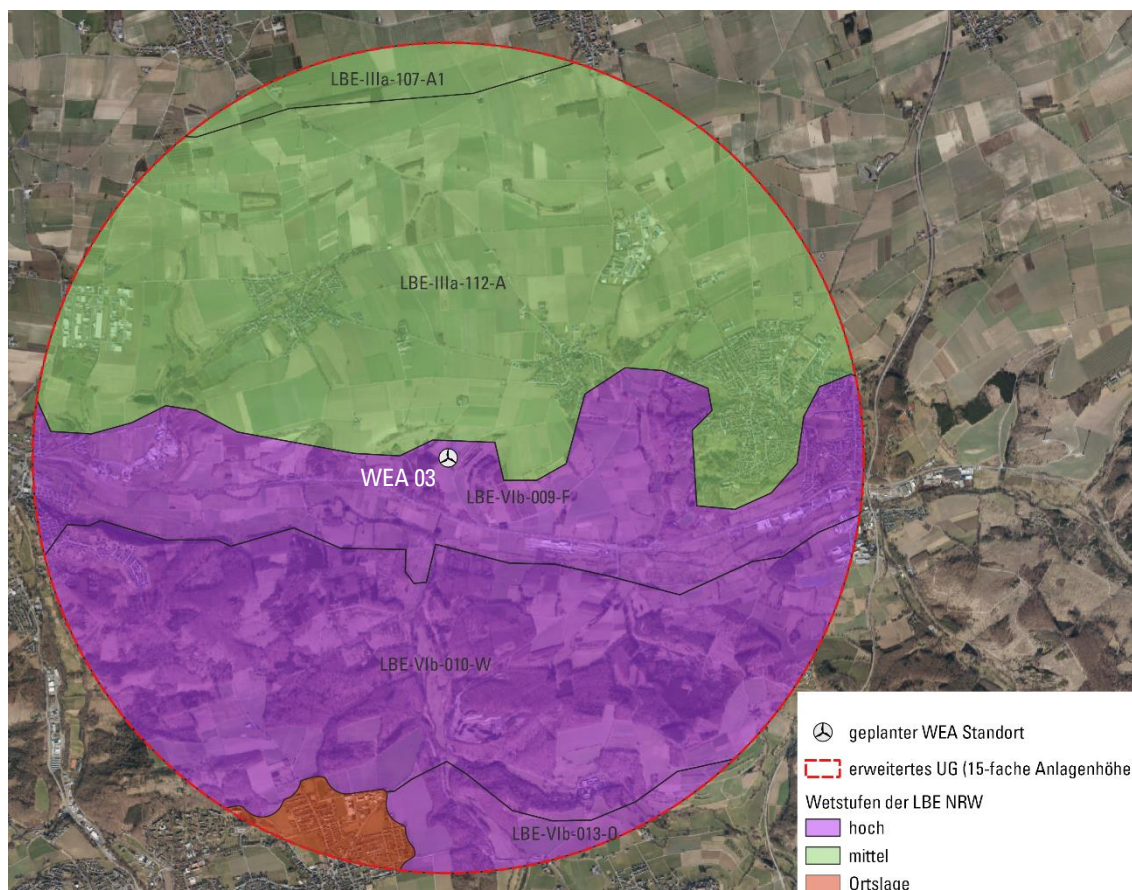 LBE-IIIa-107-A1
LBE-IIIa-112-A
WEA 03
LBE-VIb-009-F
LBE-VIb-010-W
LBE-VIb-013-O
geplanter WEA Standort
erweitertes UG (15-fache Anlagenhöhe
Wetstufen der LBE NRW
hoch
mittel
Ortslage